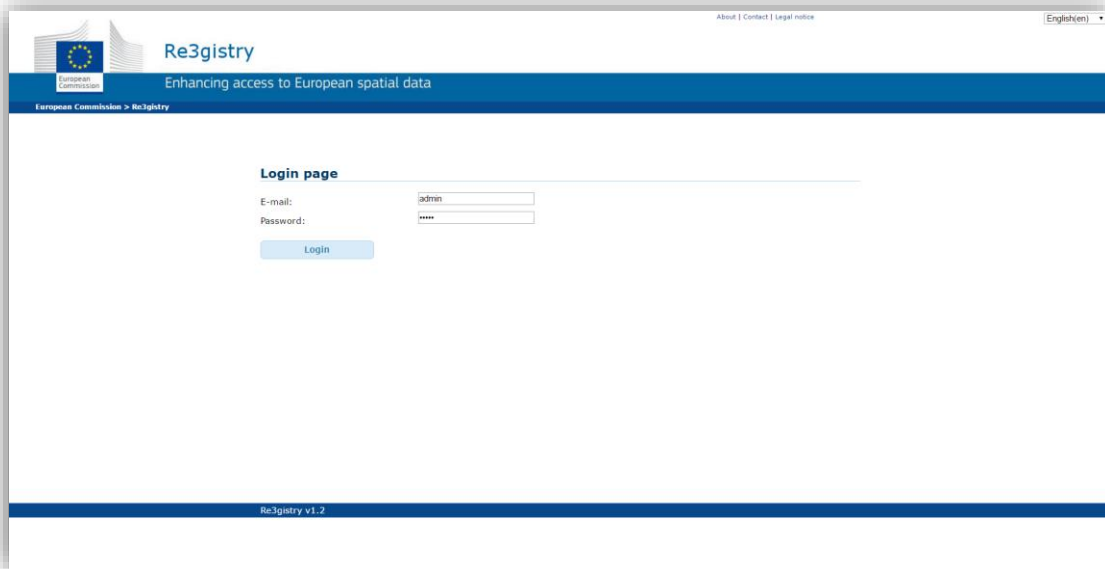 About | Contact | Legal notice
English(en)
Re3gistry
European
Commission
Enhancing access to European spatial data
European Commission > Re3gistry
Login page
E-mail: admin
Password: •••••
Login
Re3gistry v1.2